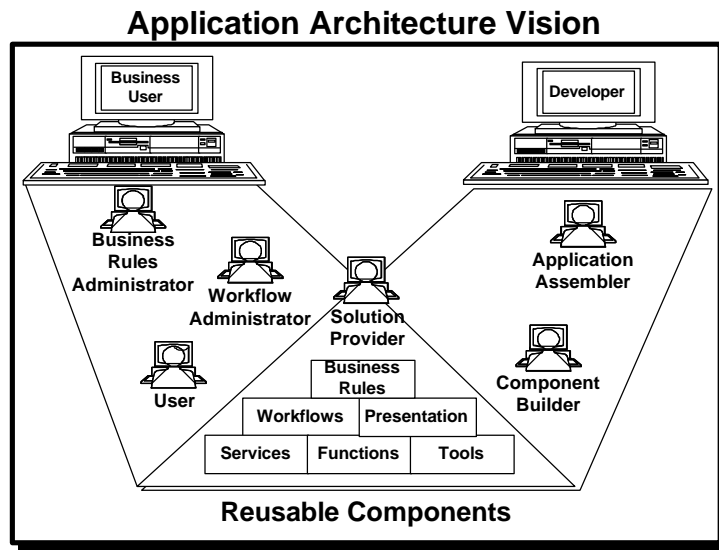 Application Architecture Vision
Business
User
Developer
Business
Rules
Administrator
Workflow
Administrator
Solution
Provider
Application
Assembler
User
Component
Builder
Business
Rules
Workflows
Presentation
Services
Functions
Tools
Reusable Components